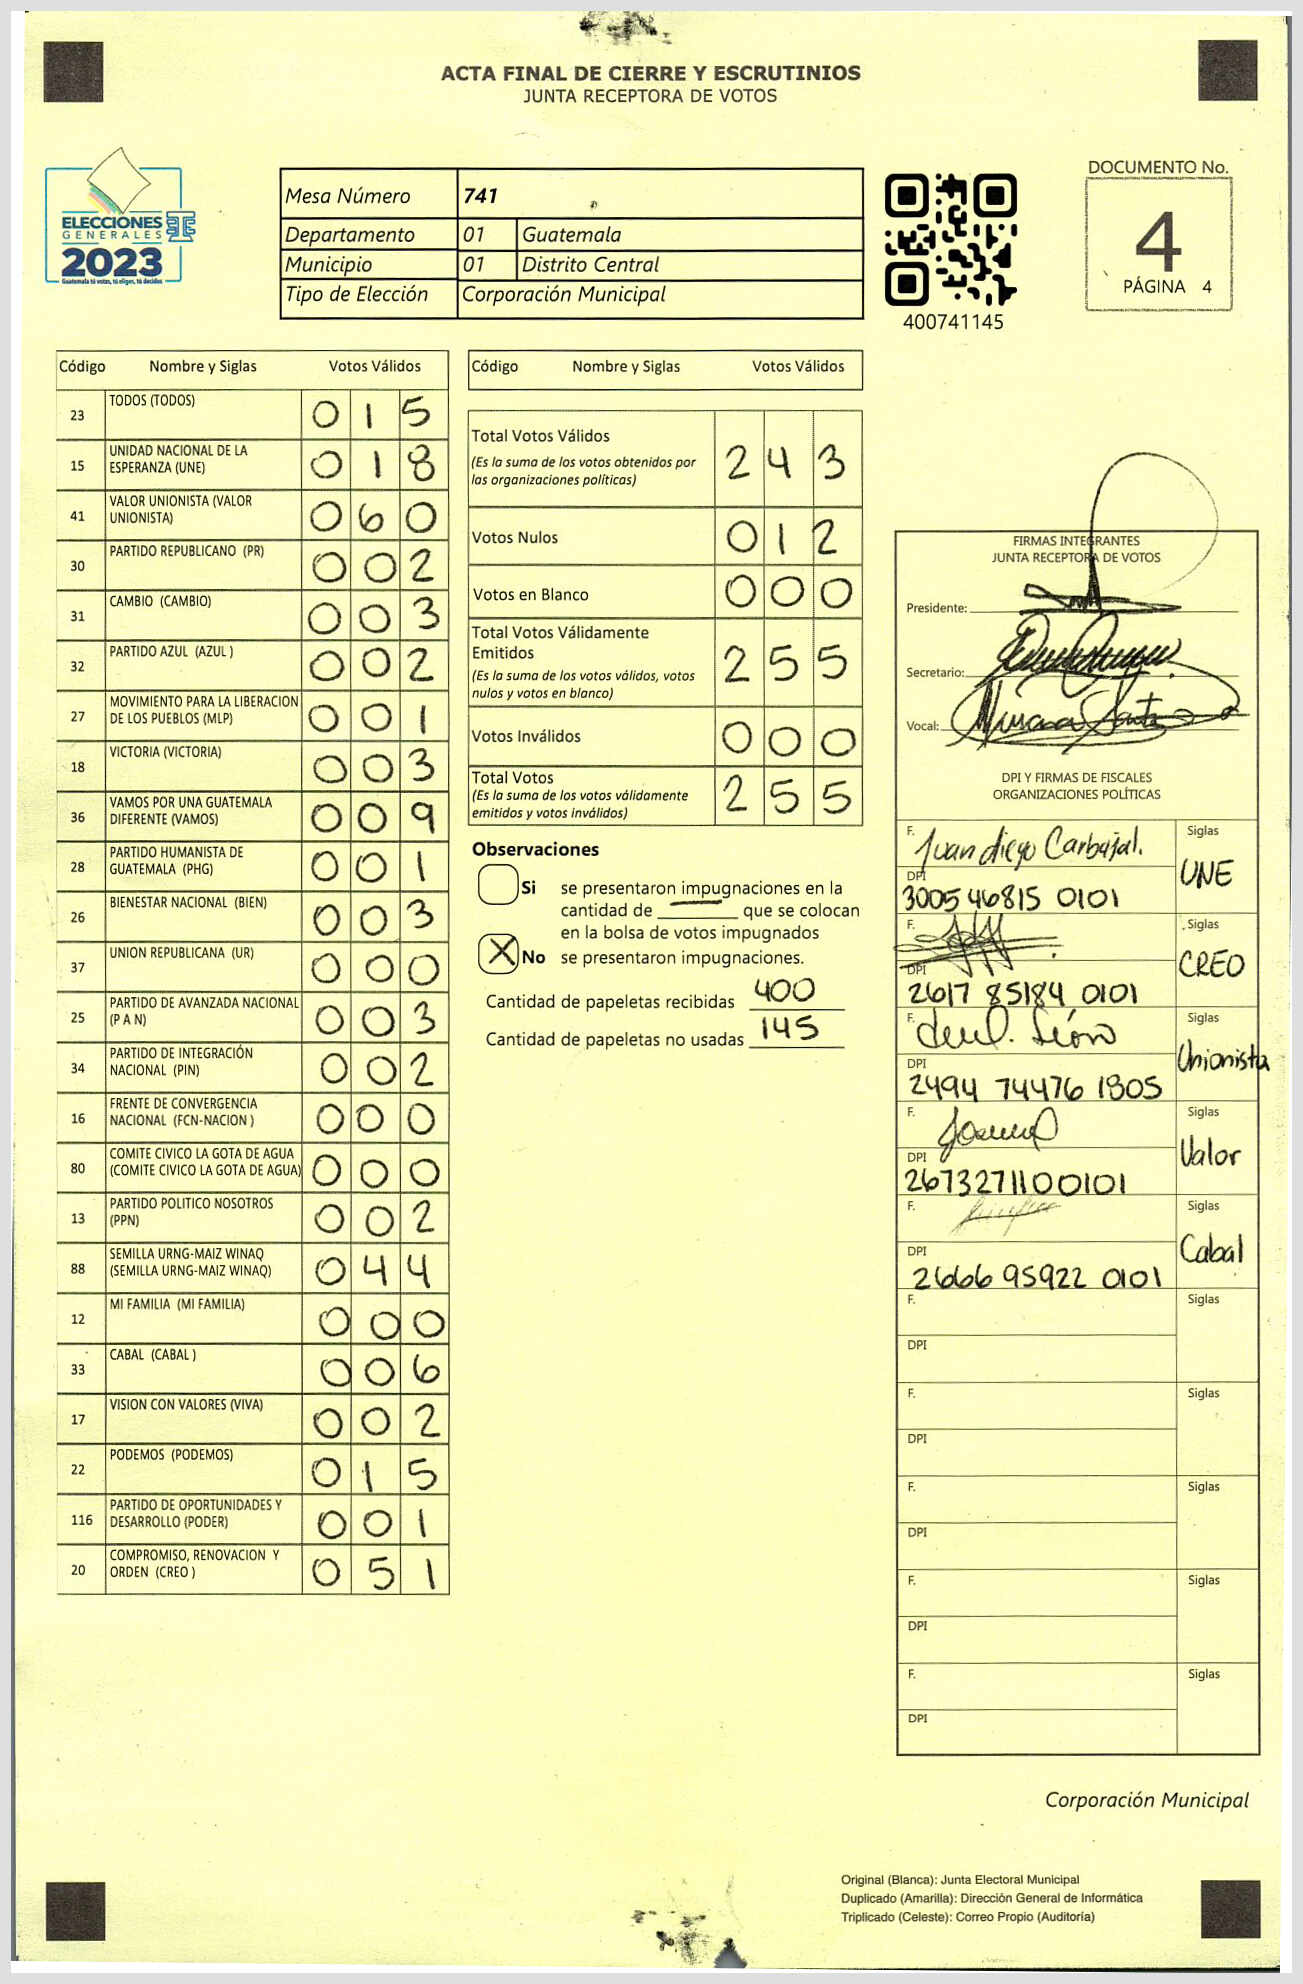 ACTA FINAL DE CIERRE Y ESCRUTINIOS
JUNTA RECEPTORA DE VOTOS
ELECCIONES
GENERALES
2023
Guatemala tú votas, tú eliges, tú decides
Mesa Número 741
Departamento 01 Guatemala
Municipio 01 Distrito Central
Tipo de Elección Corporación Municipal
400741145
DOCUMENTO No.
4
PÁGINA 4
Código Nombre y Siglas Votos Válidos
23 TODOS (TODOS) 0 1 5
15 UNIDAD NACIONAL DE LA
ESPERANZA (UNE) 0 1 8
41 VALOR UNIONISTA (VALOR
UNIONISTA) 0 6 0
30 PARTIDO REPUBLICANO (PR) 0 0 2
31 CAMBIO (CAMBIO) 0 0 3
32 PARTIDO AZUL (AZUL ) 0 0 2
27 MOVIMIENTO PARA LA LIBERACION
DE LOS PUEBLOS (MLP) 0 0 1
18 VICTORIA (VICTORIA) 0 0 3
36 VAMOS POR UNA GUATEMALA
DIFERENTE (VAMOS) 0 0 9
28 PARTIDO HUMANISTA DE
GUATEMALA (PHG) 0 0 1
26 BIENESTAR NACIONAL (BIEN) 0 0 3
37 UNION REPUBLICANA (UR) 0 0 0
25 PARTIDO DE AVANZADA NACIONAL
(P A N) 0 0 3
34 PARTIDO DE INTEGRACIÓN
NACIONAL (PIN) 0 0 2
16 FRENTE DE CONVERGENCIA
NACIONAL (FCN-NACION ) 0 0 0
80 COMITE CIVICO LA GOTA DE AGUA
(COMITE CIVICO LA GOTA DE AGUA) 0 0 0
13 PARTIDO POLITICO NOSOTROS
(PPN) 0 0 2
88 SEMILLA URNG-MAIZ WINAQ
(SEMILLA URNG-MAIZ WINAQ) 0 4 4
12 MI FAMILIA (MI FAMILIA) 0 0 0
33 CABAL (CABAL ) 0 0 6
17 VISION CON VALORES (VIVA) 0 0 2
22 PODEMOS (PODEMOS) 0 1 5
116 PARTIDO DE OPORTUNIDADES Y
DESARROLLO (PODER) 0 0 1
20 COMPROMISO, RENOVACION Y
ORDEN (CREO ) 0 5 1
Código Nombre y Siglas Votos Válidos
Total Votos Válidos 2 4 3
(Es la suma de los votos obtenidos por
las organizaciones políticas)
Votos Nulos 0 1 2
Votos en Blanco 0 0 0
Total Votos Válidamente
Emitidos 2 5 5
(Es la suma de los votos válidos, votos
nulos y votos en blanco)
Votos Inválidos 0 0 0
Total Votos 2 5 5
(Es la suma de los votos válidamente
emitidos y votos inválidos)
Observaciones
Si se presentaron impugnaciones en la
cantidad de ________ que se colocan
en la bolsa de votos impugnados
X No se presentaron impugnaciones.
Cantidad de papeletas recibidas 400
Cantidad de papeletas no usadas 145
FIRMAS INTEGRANTES
JUNTA RECEPTORA DE VOTOS
Presidente:
Secretario:
Vocal:
DPI Y FIRMAS DE FISCALES
ORGANIZACIONES POLÍTICAS
F. Juan diego Carbajal. Siglas
DPI UNE
30054 6815 0101
F. Siglas
DPI CREO
2617 85184 0101
F. Siglas
DPI Unionista
2494 74476 1805
F. Siglas
DPI Valor
2673271100101
F. Siglas
DPI Cabal
2666 95922 0101
F. Siglas
DPI
F. Siglas
DPI
F. Siglas
DPI
F. Siglas
DPI
F. Siglas
DPI
Corporación Municipal
Original (Blanca): Junta Electoral Municipal
Duplicado (Amarilla): Dirección General de Informática
Triplicado (Celeste): Correo Propio (Auditoría)